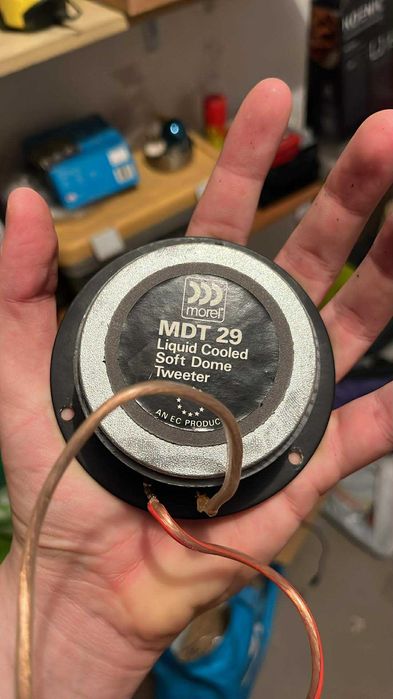 morel
MDT 29
Liquid Cooled
Soft Dome
Tweeter
AN EC PRODUC